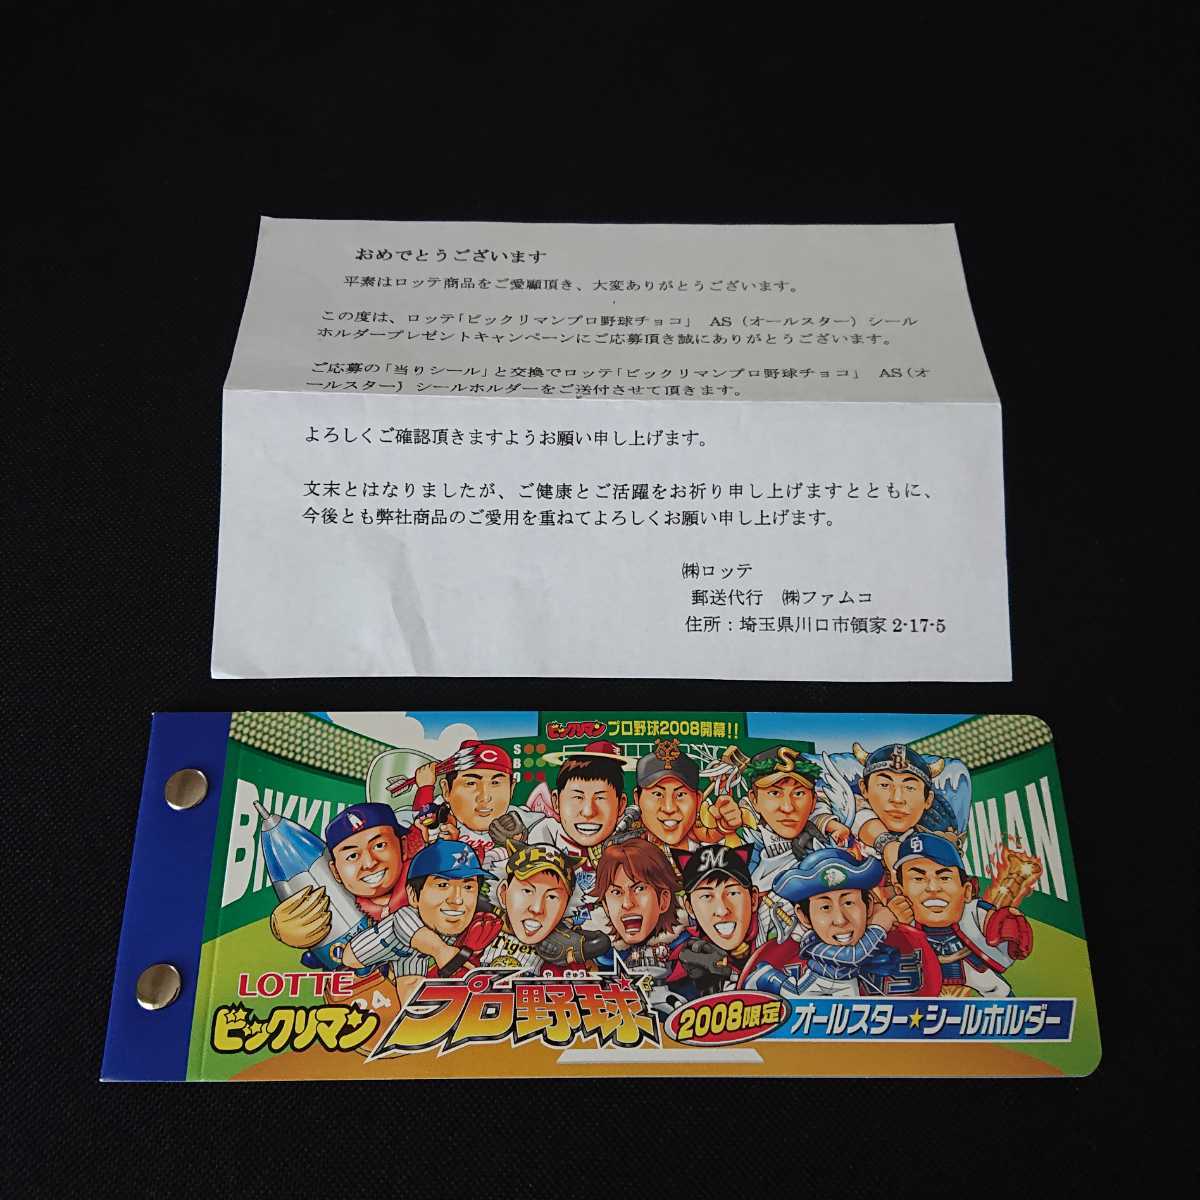 おめでとうございます
平素はロッテ商品をご愛顧頂き、大変ありがとうございます。
この度は、ロッテ「ビックリマンプロ野球チョコ」 AS(オールスター)シール
ホルダープレゼントキャンペーンにご応募頂き誠にありがとうございます。
ご応募の「当りシール」と交換でロッテ「ビックリマンプロ野球チョコ」 AS(オ
ールスター)シールホルダーをご送付させて頂きます。
よろしくご確認頂きますようお願い申し上げます。
文末とはなりましたが、ご健康とご活躍をお祈り申し上げますとともに、
今後とも弊社商品のご愛用を重ねてよろしくお願い申し上げます。
㈱ロッテ
郵送代行 ㈱ファムコ
住所：埼玉県川口市領家2-17-5
ビックリマン プロ野球2008開幕!!
S
B
O
Tigers
M
B
CD
LOTTE
ビックリマン
プロ野球
や きゅう
2008限定
オールスター★シールホルダー